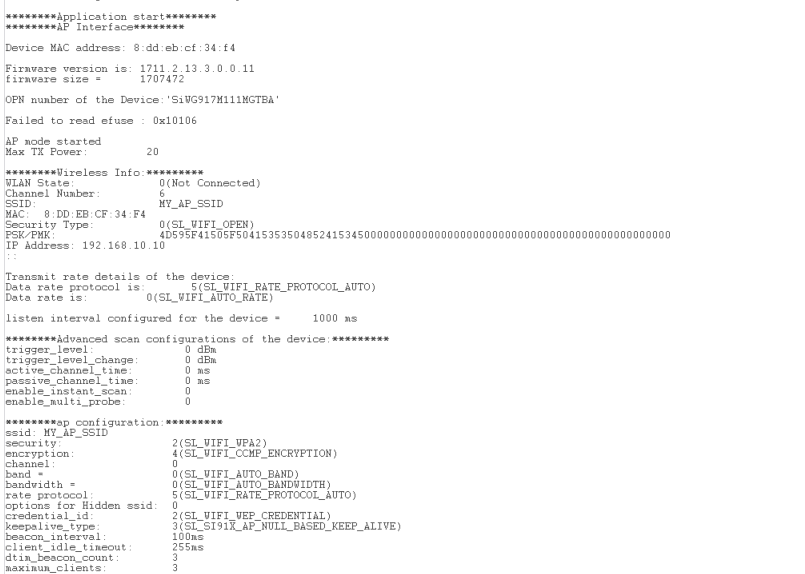 ********Application start********
********AP Interface********
Device MAC address: 8:dd:eb:cf:34:f4
Firmware version is: 1711.2.13.3.0.0.11
firmware size = 1707472
OPN number of the Device:'SiWG917M111MGTBA'
Failed to read efuse : 0x10106
AP mode started
Max TX Power: 20
********Wireless Info:*********
WLAN State: 0(Not Connected)
Channel Number: 6
SSID: MY_AP_SSID
MAC: 8:DD:EB:CF:34:F4
Security Type: 0(SL_WIFI_OPEN)
PSK/PMK: 4D595F41505F504153535048524153450000000000000000000000000000000000000000000000000000000000000000
IP Address: 192.168.10.10
::
Transmit rate details of the device:
Data rate protocol is: 5(SL_WIFI_RATE_PROTOCOL_AUTO)
Data rate is: 0(SL_WIFI_AUTO_RATE)
listen interval configured for the device = 1000 ms
********Advanced scan configurations of the device:*********
trigger_level: 0 dBm
trigger_level_change: 0 dBm
active_channel_time: 0 ms
passive_channel_time: 0 ms
enable_instant_scan: 0
enable_multi_probe: 0
********ap configuration:*********
ssid: MY_AP_SSID
security: 2(SL_WIFI_WPA2)
encryption: 4(SL_WIFI_CCMP_ENCRYPTION)
channel: 0
band = 0(SL_WIFI_AUTO_BAND)
bandwidth = 0(SL_WIFI_AUTO_BANDWIDTH)
rate protocol: 5(SL_WIFI_RATE_PROTOCOL_AUTO)
options for Hidden ssid: 0
credential_id: 2(SL_WIFI_WEP_CREDENTIAL)
keepalive_type: 3(SL_SI91X_AP_NULL_BASED_KEEP_ALIVE)
beacon_interval: 100ms
client_idle_timeout: 255ms
dtim_beacon_count: 3
maximum_clients: 3